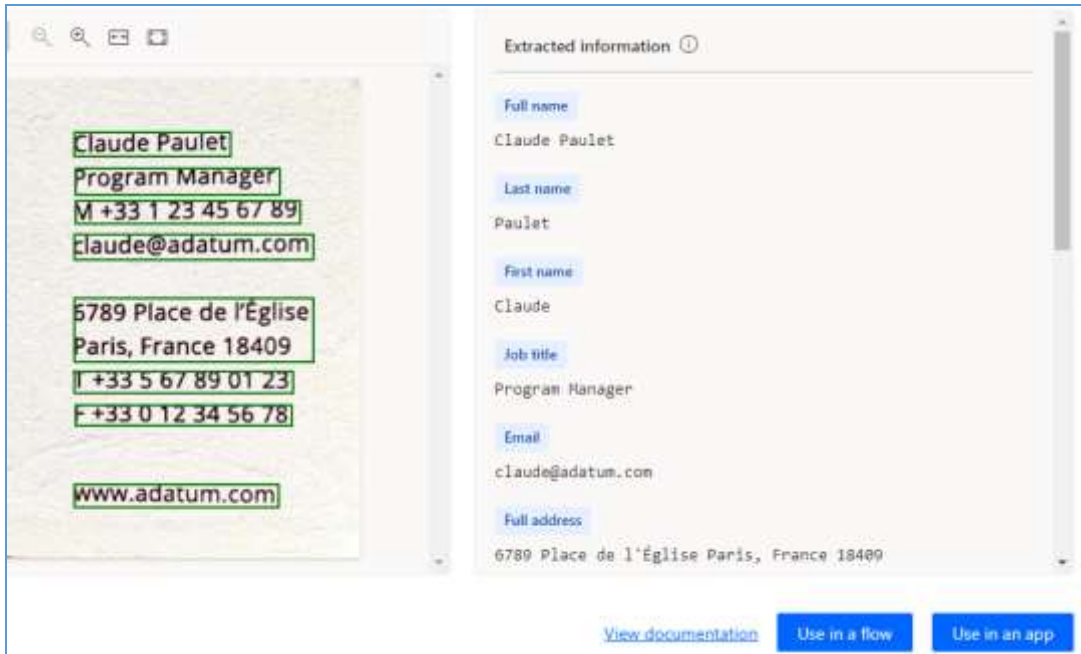 Claude Paulet
Program Manager
M +33 1 23 45 67 89
claude@adatum.com
6789 Place de l'Église
Paris, France 18409
T +33 5 67 89 01 23
F +33 0 12 34 56 78
www.adatum.com
Extracted information
Full name
Claude Paulet
Last name
Paulet
First name
Claude
Job title
Program Manager
Email
claude@adatum.com
Full address
6789 Place de l'Église Paris, France 18409
View documentation
Use in a flow
Use in an app